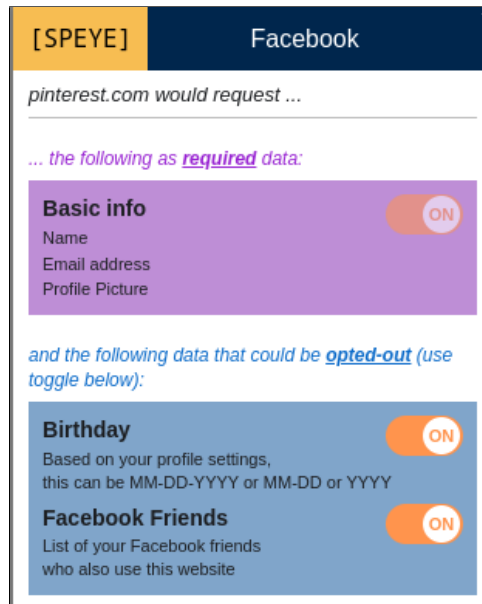 [SPEYE] Facebook
pinterest.com would request ...
... the following as required data:
Basic info ON
Name
Email address
Profile Picture
and the following data that could be opted-out (use
toggle below):
Birthday ON
Based on your profile settings,
this can be MM-DD-YYYY or MM-DD or YYYY
Facebook Friends ON
List of your Facebook friends
who also use this website